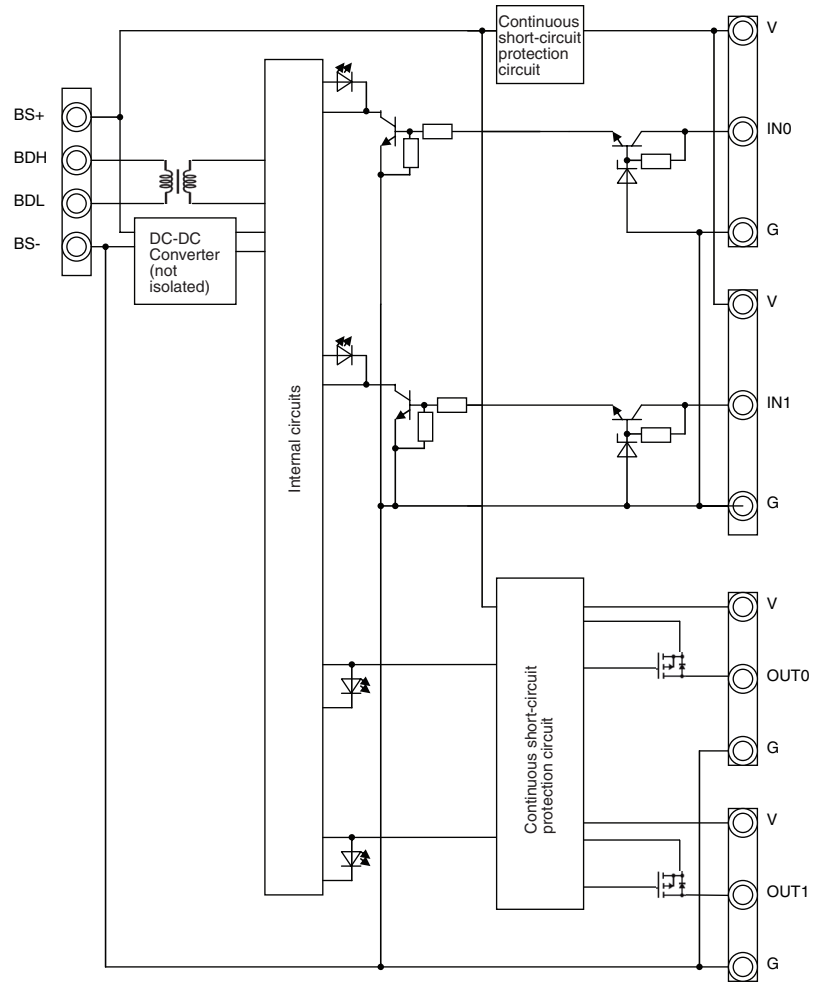 Continuous
short-circuit
protection
circuit
V
IN0
G
BS+
BDH
BDL
BS-
DC-DC
Converter
(not
isolated)
V
IN1
G
Internal circuits
Continuous short-circuit
protection circuit
V
OUT0
G
V
OUT1
G